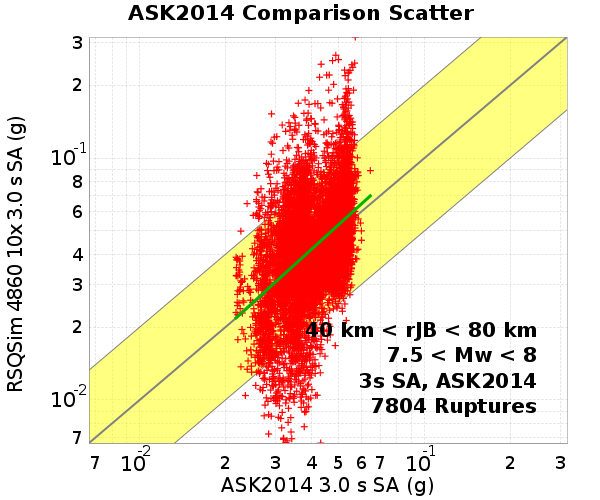 ASK2014 Comparison Scatter
RSQSim 4860 10x 3.0 s SA (g)
3
2
10-1
8
6
4
3
2
10-2
7
40 km < rJB < 80 km
7.5 < Mw < 8
3s SA, ASK2014
7804 Ruptures
7 10-2 2 3 4 5 6 7 10-1 2 3
ASK2014 3.0 s SA (g)